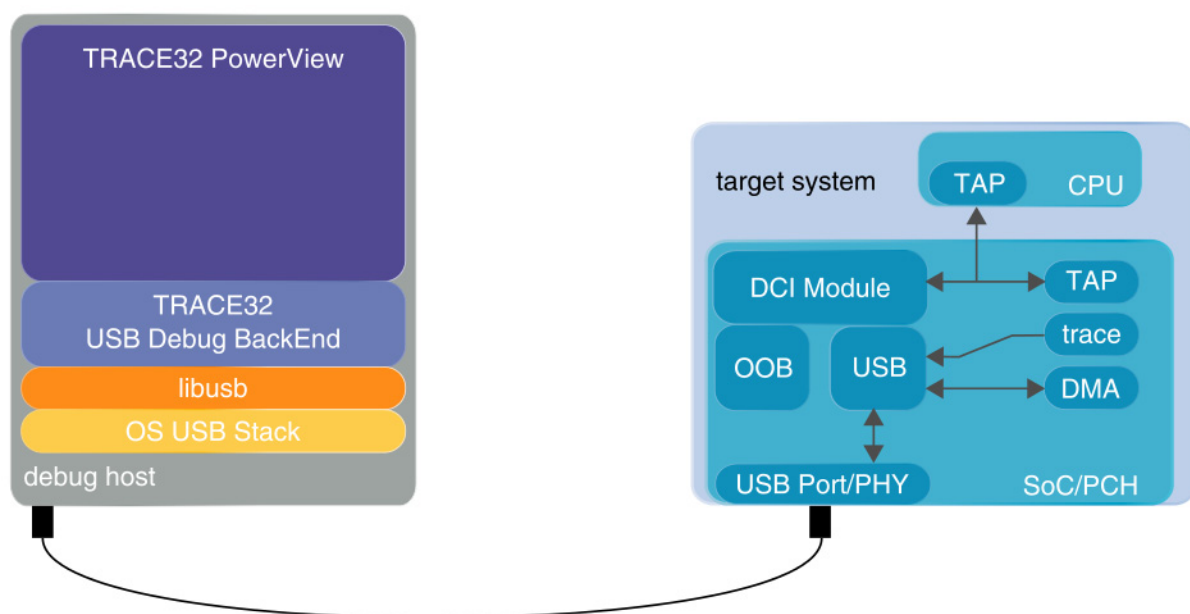 TRACE32 PowerView
TRACE32
USB Debug BackEnd
libusb
OS USB Stack
debug host
target system
TAP
CPU
DCI Module
TAP
OOB
USB
trace
DMA
USB Port/PHY
SoC/PCH